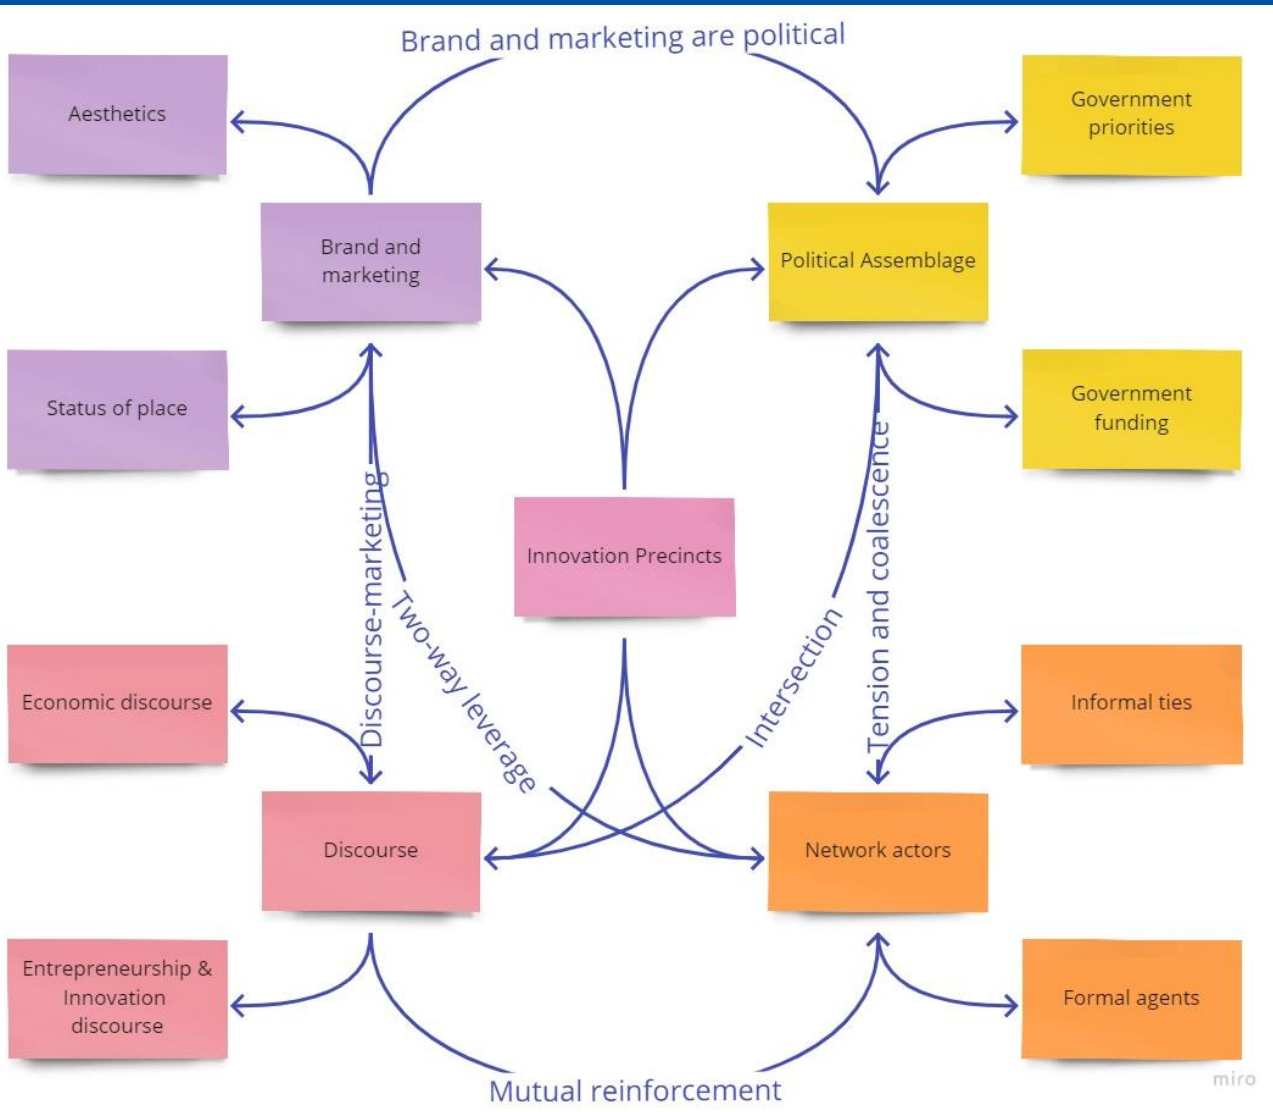 Brand and marketing are political
Aesthetics
Government
priorities
Brand and
marketing
Political Assemblage
Status of place
Government
funding
Discourse-marketing
Two-way leverage
Innovation Precincts
Intersection
Tension and coalescence
Economic discourse
Informal ties
Discourse
Network actors
Entrepreneurship &
Innovation
discourse
Formal agents
Mutual reinforcement
miro